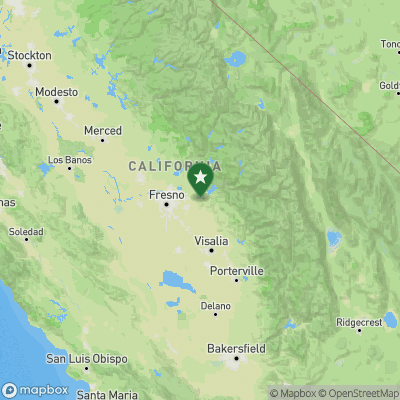 Stockton
Modesto
Merced
Los Banos
CALIFORNIA
Fresno
Soledad
Visalia
Porterville
Delano
Ridgecrest
Bakersfield
San Luis Obispo
Santa Maria
Ton
Gold
nas
mapbox
© Mapbox © OpenStreetMap